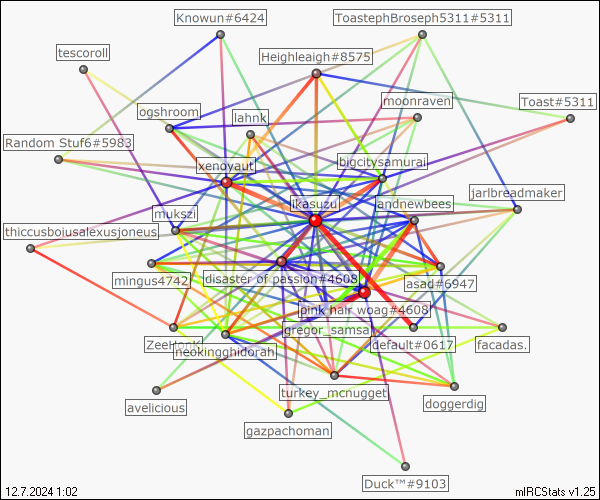 Knowun#6424
ToastephBroseph5311#5311
tescoroll
Heighleaigh#8575
moonraven
Toast#5311
ogshroom
lahnk
Random Stuf6#5983
xenoyaut
bigcitysamurai
jarlbreadmaker
mukszi
ikasuzu
andnewbees
thiccusboiusalexusjoneus
mingus4742
disaster of passion#4608
asad#6947
pink hair woag#4608
gregor_samsa
default#0617
facadas.
neokingghidorah
turkey_mcnugget
doggerdig
avelicious
gazpachoman
Duck™#9103
12.7.2024 1:02
mIRCStats v1.25